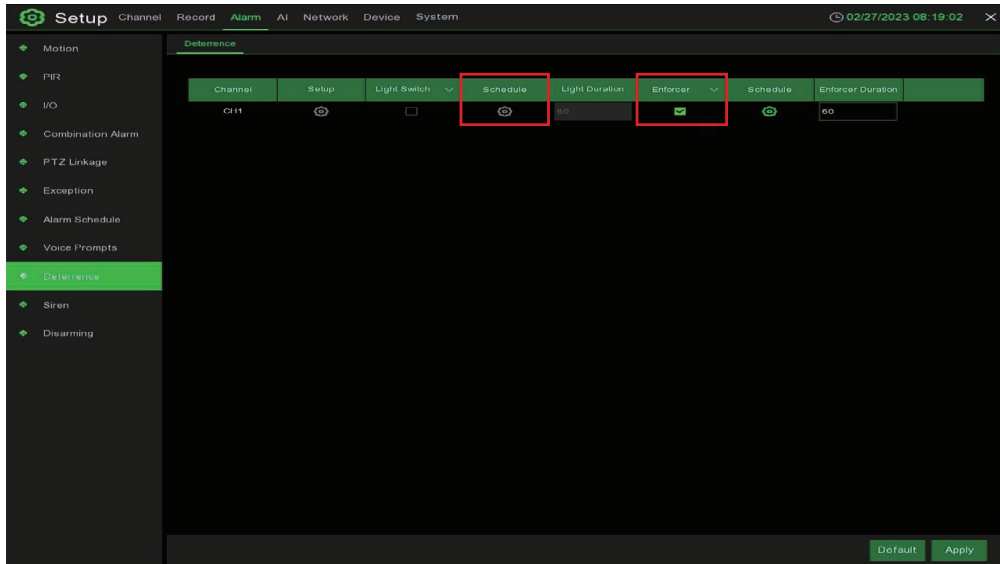 Setup Channel Record Alarm AI Network Device System 02/27/2023 08:19:02
Deterrence
Motion
PIR
I/O
Combination Alarm
PTZ Linkage
Exception
Alarm Schedule
Voice Prompts
Deterrence
Siren
Disarming
Channel Setup Light Switch Schedule Light Duration Enforcer Schedule Enforcer Duration
CH1 60 60
Default Apply